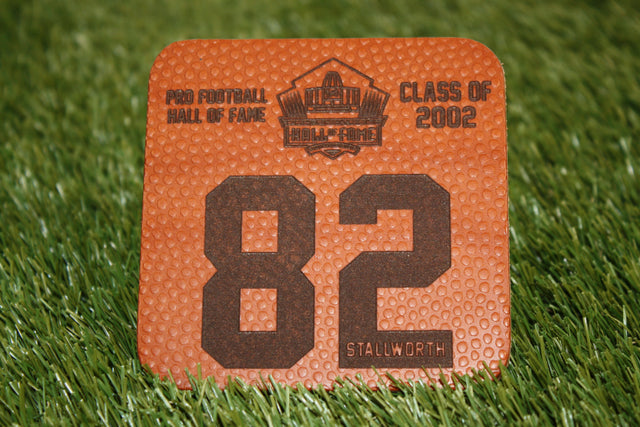 PRO FOOTBALL
HALL OF FAME
HALL OF FAME
CLASS OF
2002
82
STALLWORTH